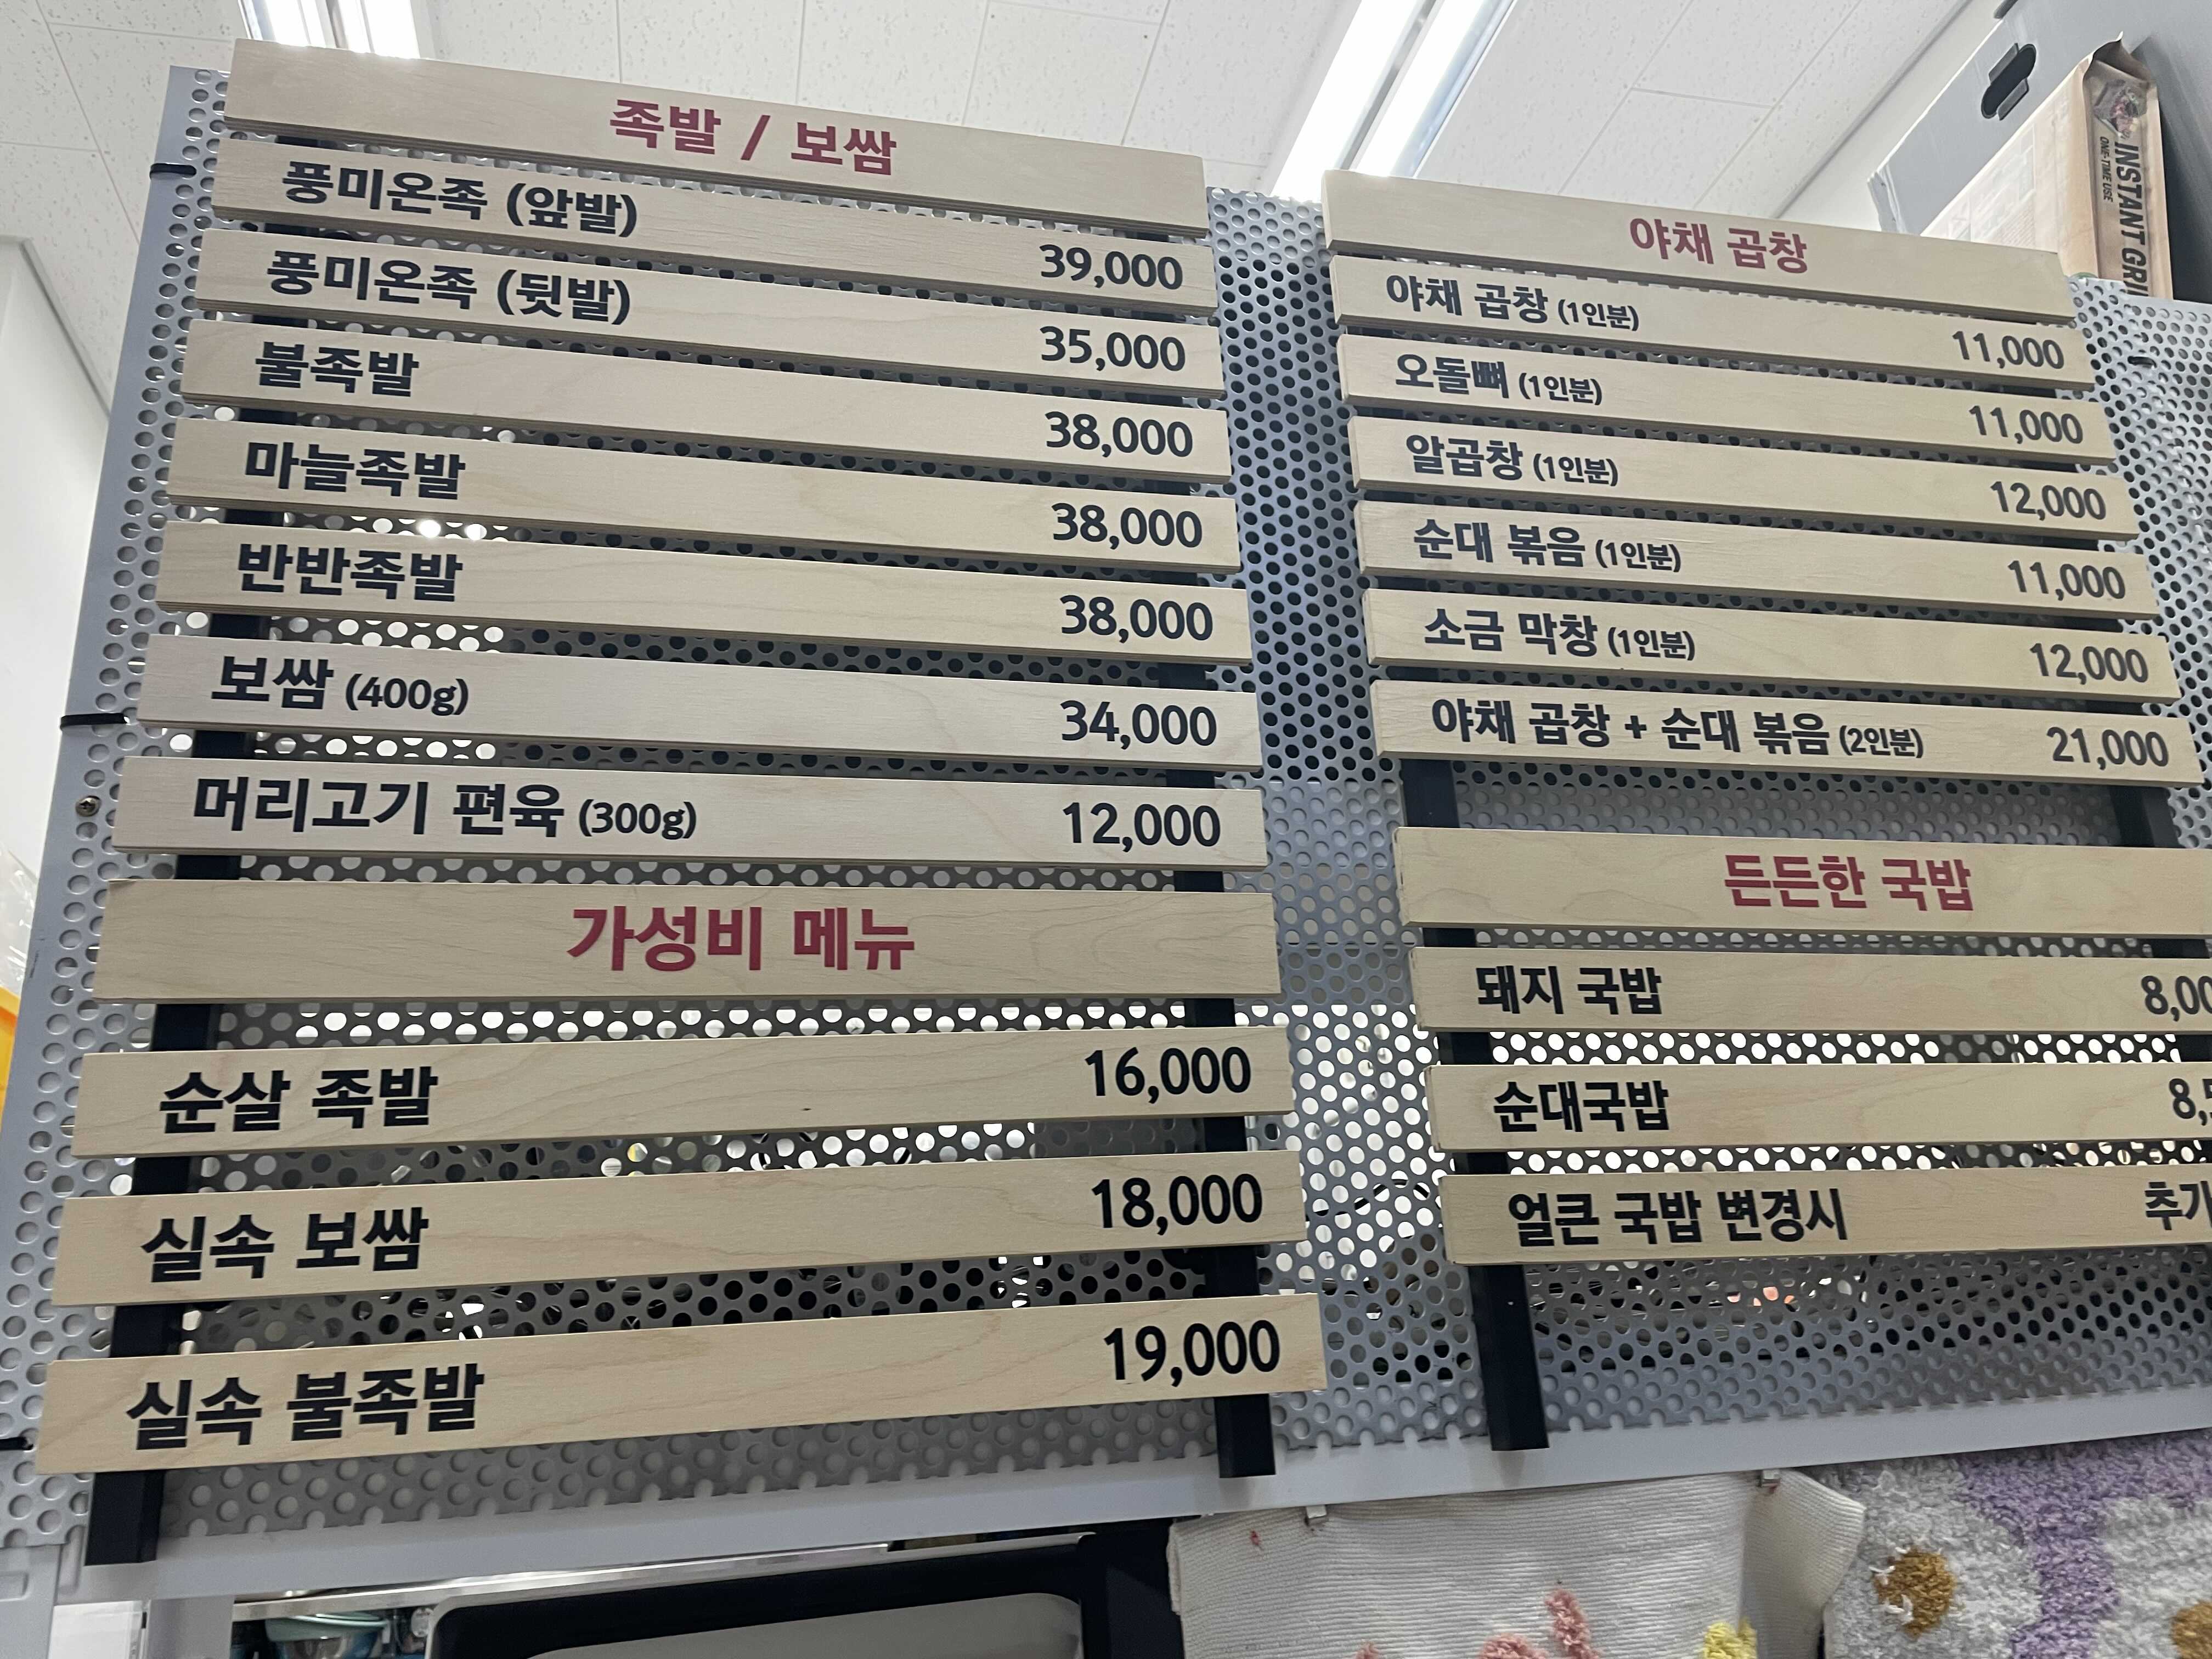 족발 / 보쌈
풍미온족 (앞발) 39,000
풍미온족 (뒷발) 35,000
불족발 38,000
마늘족발 38,000
반반족발 38,000
보쌈 (400g) 34,000
머리고기 편육 (300g) 12,000
가성비 메뉴
순살 족발 16,000
실속 보쌈 18,000
실속 불족발 19,000
야채 곱창
야채 곱창 (1인분) 11,000
오돌뼈 (1인분) 11,000
알곱창 (1인분) 12,000
순대 볶음 (1인분) 11,000
소금 막창 (1인분) 12,000
야채 곱창 + 순대 볶음 (2인분) 21,000
든든한 국밥
돼지 국밥 8,00
순대국밥 8,
얼큰 국밥 변경시 추가
INSTANT GRI
ONE-TIME USE